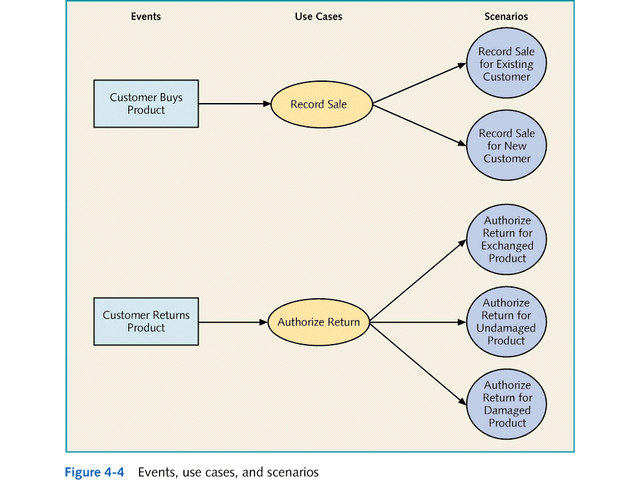 Events Use Cases Scenarios
Customer Buys
Product
Record Sale
Record Sale
for Existing
Customer
Record Sale
for New
Customer
Customer Returns
Product
Authorize Return
Authorize
Return for
Exchanged
Product
Authorize
Return for
Undamaged
Product
Authorize
Return for
Damaged
Product
Figure 4-4 Events, use cases, and scenarios